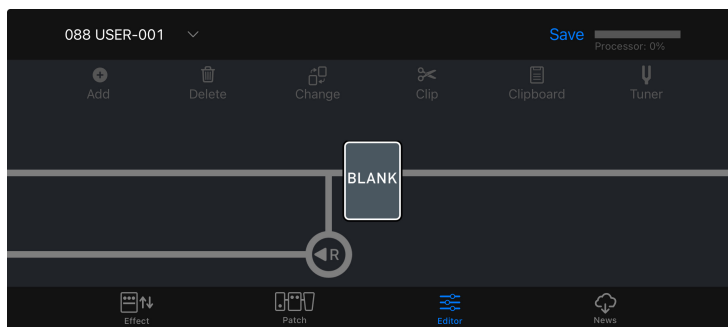 088 USER-001
Save
Processor: 0%
Add
Delete
Change
Clip
Clipboard
Tuner
BLANK
R
Effect
Patch
Editor
News